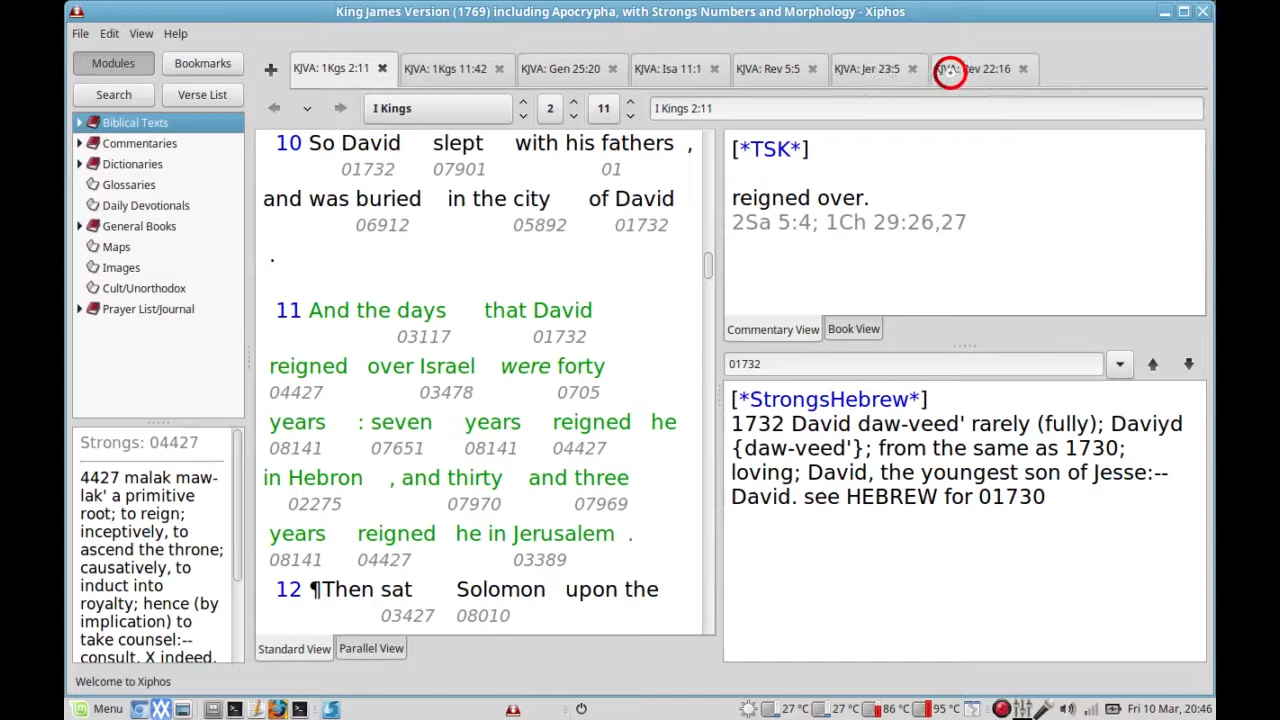 King James Version (1769) including Apocrypha, with Strongs Numbers and Morphology - Xiphos
File Edit View Help
Modules Bookmarks
Search Verse List
Biblical Texts
Commentaries
Dictionaries
Glossaries
Daily Devotionals
General Books
Maps
Images
Cult/Unorthodox
Prayer List/Journal
Strongs: 04427
4427 malak maw-
lak' a primitive
root; to reign;
inceptively, to
ascend the throne;
causatively, to
induct into
royalty; hence (by
implication) to
take counsel:--
consult, X indeed,
KJVA: 1Kgs 2:11 KJVA: 1Kgs 11:42 KJVA: Gen 25:20 KJVA: Isa 11:1 KJVA: Rev 5:5 KJVA: Jer 23:5 KJVA: Rev 22:16
I Kings 2 11 I Kings 2:11
10 So David slept with his fathers ,
01732 07901 01
and was buried in the city of David
06912 05892 01732
.
11 And the days that David
03117 01732
reigned over Israel were forty
04427 03478 0705
years : seven years reigned he
08141 07651 08141 04427
in Hebron , and thirty and three
02275 07970 07969
years reigned he in Jerusalem .
08141 04427 03389
12 ¶Then sat Solomon upon the
03427 08010
Standard View Parallel View
[*TSK*]
reigned over.
2Sa 5:4; 1Ch 29:26,27
Commentary View Book View
01732
[*StrongsHebrew*]
1732 David daw-veed' rarely (fully); Daviyd
{daw-veed'}; from the same as 1730;
loving; David, the youngest son of Jesse:--
David. see HEBREW for 01730
Welcome to Xiphos
Menu 27 °C 27 °C 86 °C 95 °C Fri 10 Mar, 20:46